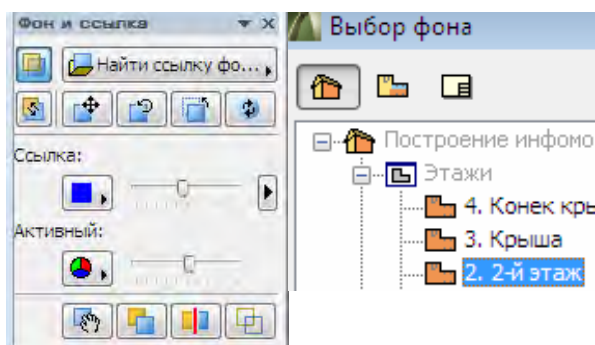 Фон и ссылка
Найти ссылку фо...
Ссылка:
Активный:
Выбор фона
Построение инфомо
Этажи
4. Конек кры
3. Крыша
2. 2-й этаж